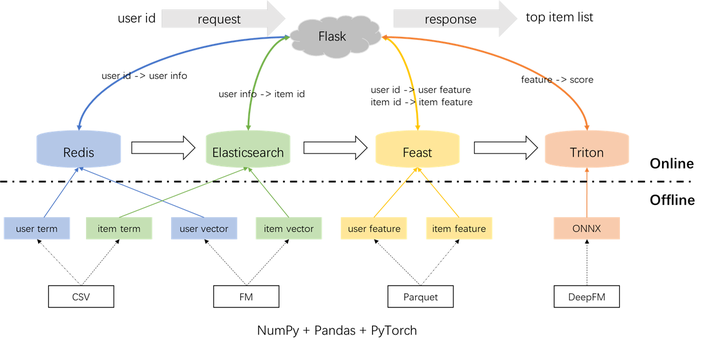 user id
request
Flask
response
top item list
user id -> user info
user info -> item id
user id -> user feature
item id -> item feature
feature -> score
Redis
Elasticsearch
Feast
Triton
Online
Offline
user term
item term
user vector
item vector
user feature
item feature
ONNX
CSV
FM
Parquet
DeepFM
NumPy + Pandas + PyTorch